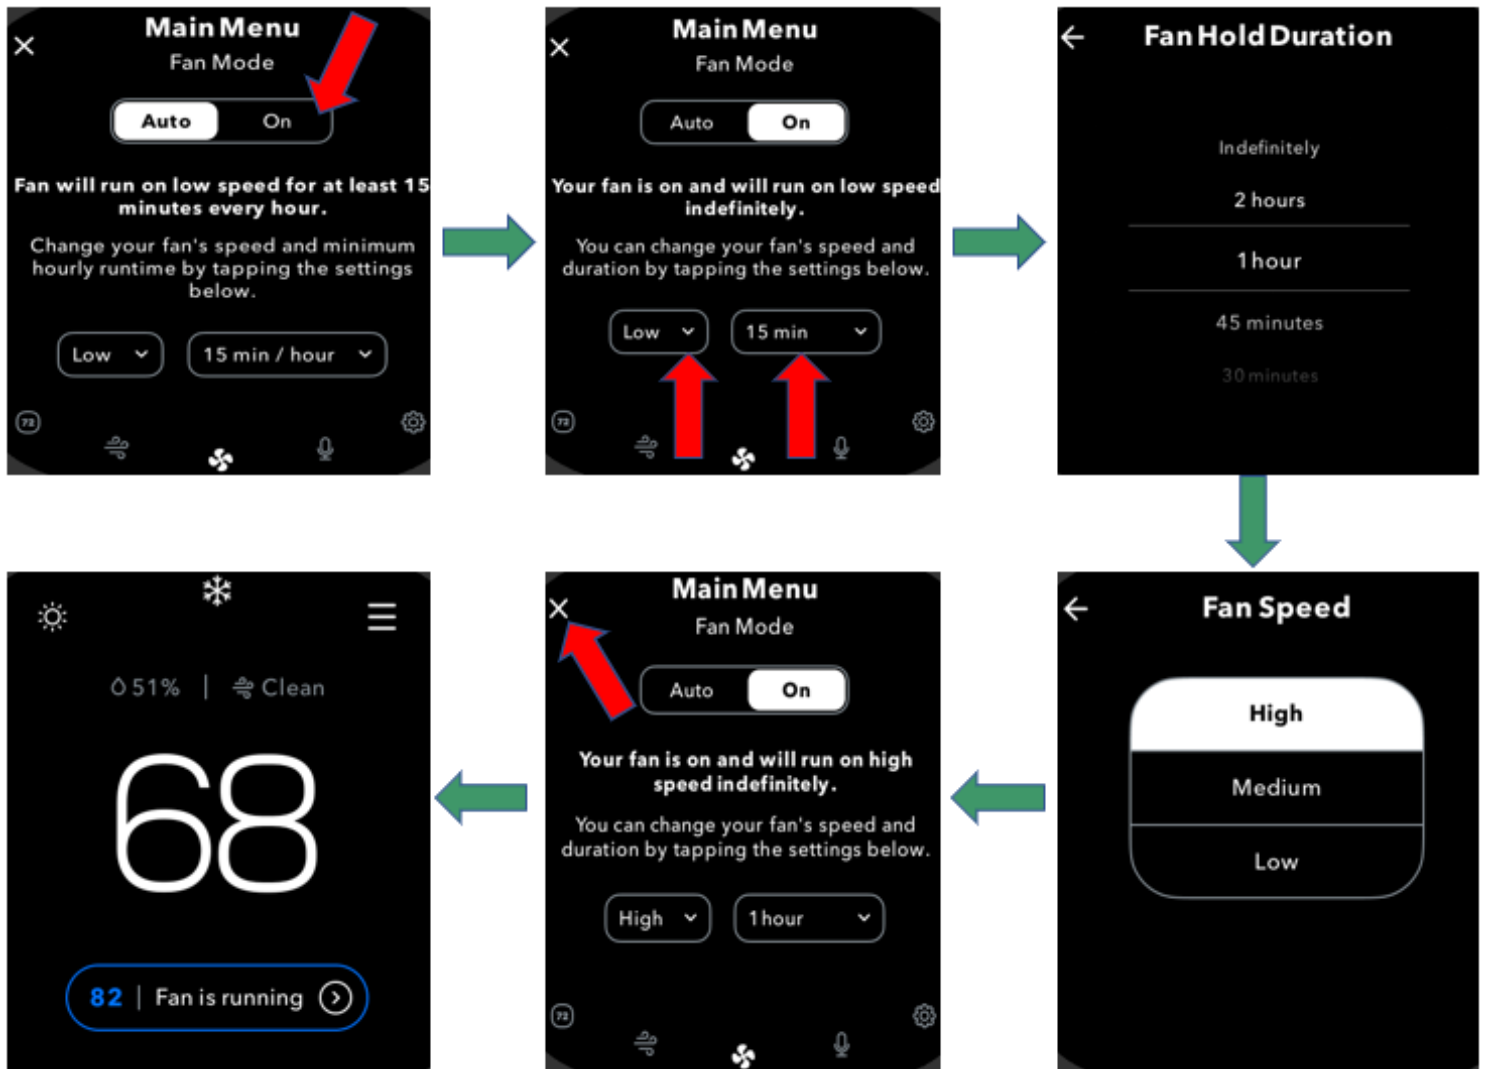 Main Menu
Fan Mode
Auto On
Fan will run on low speed for at least 15
minutes every hour.
Change your fan's speed and minimum
hourly runtime by tapping the settings
below.
Low 15 min / hour
72
Main Menu
Fan Mode
Auto On
Your fan is on and will run on low speed
indefinitely.
You can change your fan's speed and
duration by tapping the settings below.
Low 15 min
72
Fan Hold Duration
Indefinitely
2 hours
1 hour
45 minutes
30 minutes
51% | Clean
68
82 | Fan is running
Main Menu
Fan Mode
Auto On
Your fan is on and will run on high
speed indefinitely.
You can change your fan's speed and
duration by tapping the settings below.
High 1 hour
72
Fan Speed
High
Medium
Low